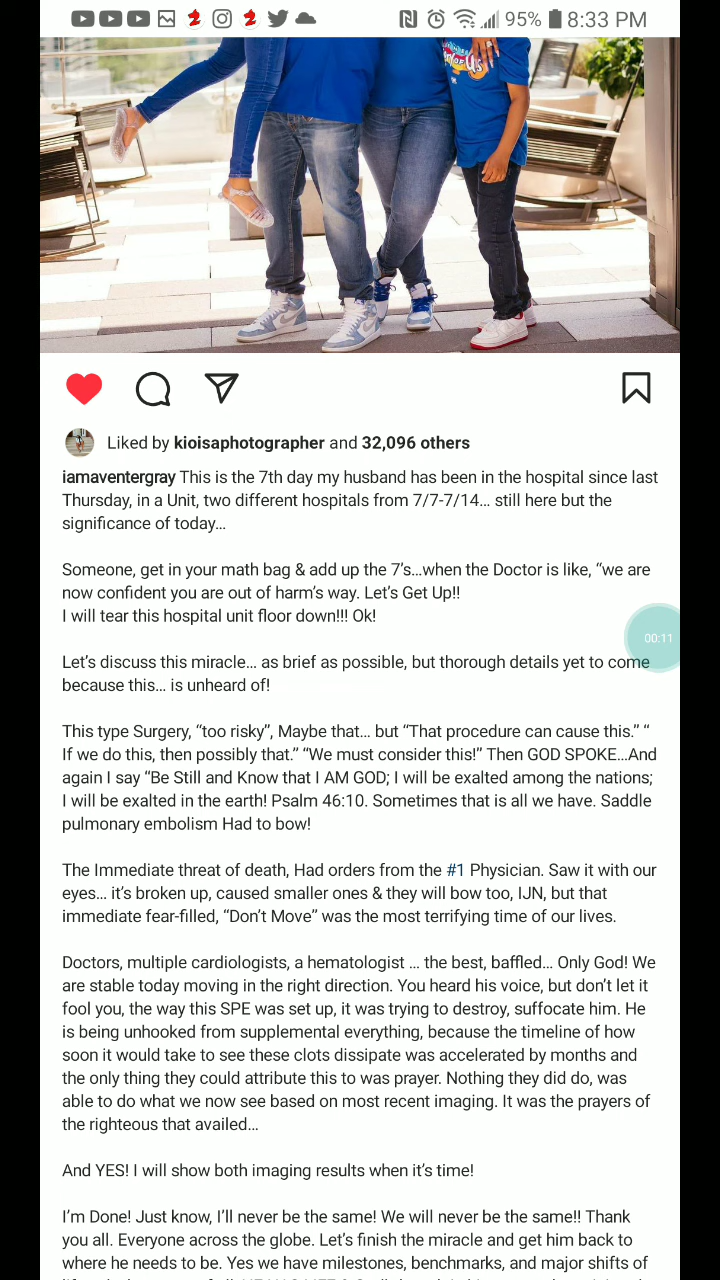 95% 8:33 PM
of Us
Liked by kioisaphotographer and 32,096 others
iamaventergray This is the 7th day my husband has been in the hospital since last
Thursday, in a Unit, two different hospitals from 7/7-7/14... still here but the
significance of today...
Someone, get in your math bag & add up the 7's...when the Doctor is like, “we are
now confident you are out of harm's way. Let's Get Up!!
I will tear this hospital unit floor down!!! Ok!
00:11
Let's discuss this miracle... as brief as possible, but thorough details yet to come
because this... is unheard of!
This type Surgery, “too risky”, Maybe that... but “That procedure can cause this.” “
If we do this, then possibly that.” “We must consider this!” Then GOD SPOKE...And
again I say “Be Still and Know that I AM GOD; I will be exalted among the nations;
I will be exalted in the earth! Psalm 46:10. Sometimes that is all we have. Saddle
pulmonary embolism Had to bow!
The Immediate threat of death, Had orders from the #1 Physician. Saw it with our
eyes... it's broken up, caused smaller ones & they will bow too, IJN, but that
immediate fear-filled, “Don't Move” was the most terrifying time of our lives.
Doctors, multiple cardiologists, a hematologist ... the best, baffled... Only God! We
are stable today moving in the right direction. You heard his voice, but don't let it
fool you, the way this SPE was set up, it was trying to destroy, suffocate him. He
is being unhooked from supplemental everything, because the timeline of how
soon it would take to see these clots dissipate was accelerated by months and
the only thing they could attribute this to was prayer. Nothing they did do, was
able to do what we now see based on most recent imaging. It was the prayers of
the righteous that availed...
And YES! I will show both imaging results when it's time!
I'm Done! Just know, I'll never be the same! We will never be the same!! Thank
you all. Everyone across the globe. Let's finish the miracle and get him back to
where he needs to be. Yes we have milestones, benchmarks, and major shifts of